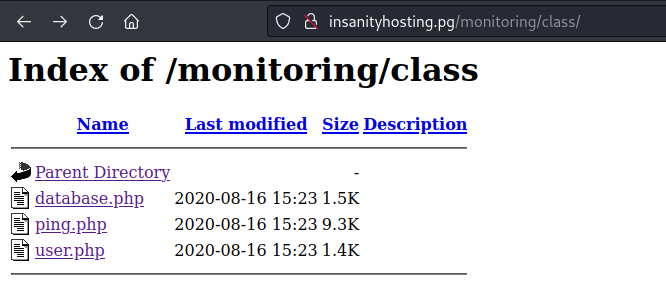 insanityhosting.pg/monitoring/class/
Index of /monitoring/class
Name Last modified Size Description
Parent Directory -
database.php 2020-08-16 15:23 1.5K
ping.php 2020-08-16 15:23 9.3K
user.php 2020-08-16 15:23 1.4K